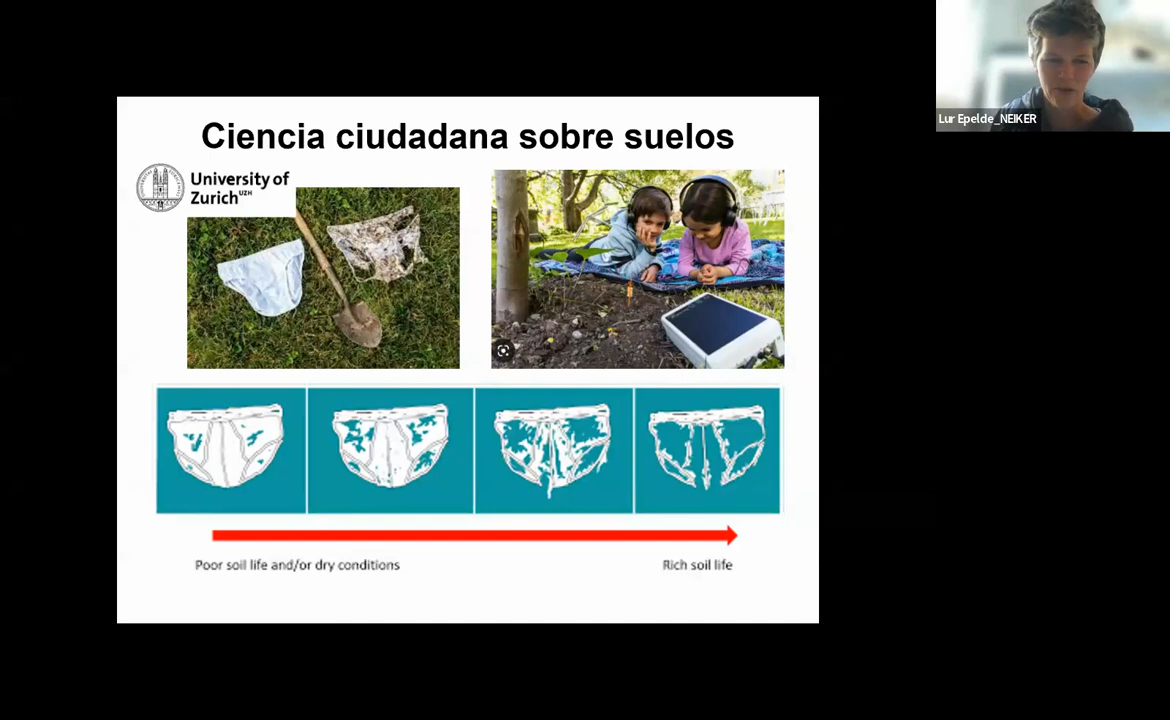 Ciencia ciudadana sobre suelos
University of
Zurich UZH
Lur Epelde_NEIKER
Poor soil life and/or dry conditions
Rich soil life